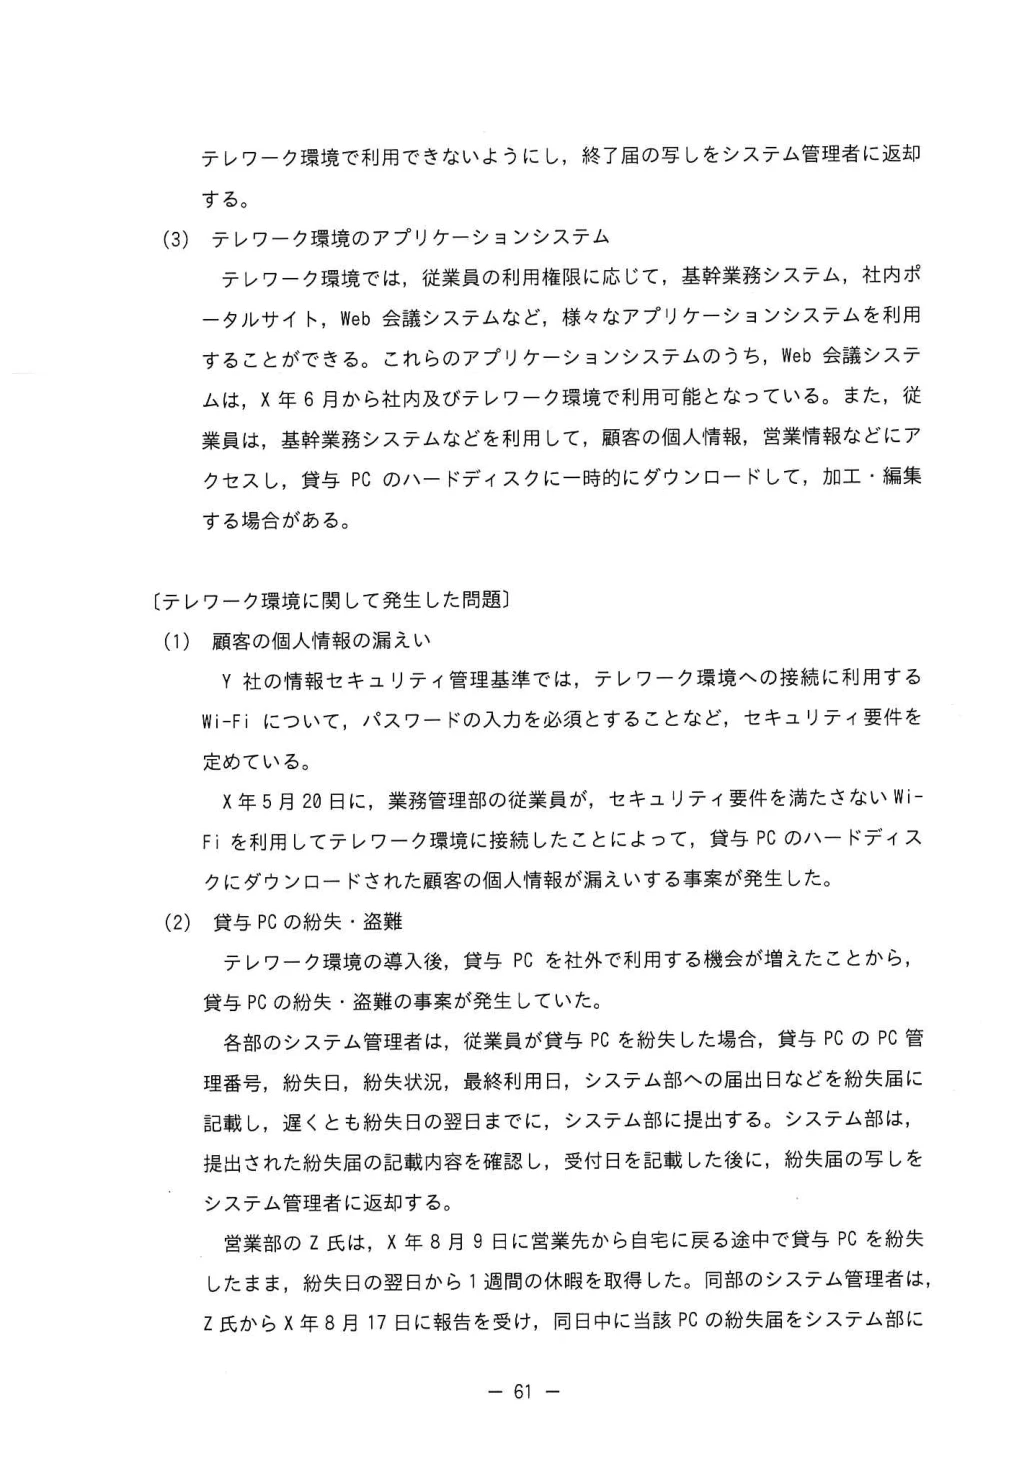 テレワーク環境で利用できないようにし，終了届の写しをシステム管理者に返却
する。
(3) テレワーク環境のアプリケーションシステム
テレワーク環境では，従業員の利用権限に応じて，基幹業務システム，社内ポ
ータルサイト，Web 会議システムなど，様々なアプリケーションシステムを利用
することができる。これらのアプリケーションシステムのうち，Web 会議システ
ムは，X 年 6 月から社内及びテレワーク環境で利用可能となっている。また，従
業員は，基幹業務システムなどを利用して，顧客の個人情報，営業情報などにア
クセスし，貸与 PC のハードディスクに一時的にダウンロードして，加工・編集
する場合がある。
〔テレワーク環境に関して発生した問題〕
(1) 顧客の個人情報の漏えい
Y 社の情報セキュリティ管理基準では，テレワーク環境への接続に利用する
Wi-Fi について，パスワードの入力を必須とすることなど，セキュリティ要件を
定めている。
X 年 5 月 20 日に，業務管理部の従業員が，セキュリティ要件を満たさない Wi-
Fi を利用してテレワーク環境に接続したことによって，貸与 PC のハードディス
クにダウンロードされた顧客の個人情報が漏えいする事案が発生した。
(2) 貸与 PC の紛失・盗難
テレワーク環境の導入後，貸与 PC を社外で利用する機会が増えたことから，
貸与 PC の紛失・盗難の事案が発生していた。
各部のシステム管理者は，従業員が貸与 PC を紛失した場合，貸与 PC の PC 管
理番号，紛失日，紛失状況，最終利用日，システム部への届出日などを紛失届に
記載し，遅くとも紛失日の翌日までに，システム部に提出する。システム部は，
提出された紛失届の記載内容を確認し，受付日を記載した後に，紛失届の写しを
システム管理者に返却する。
営業部の Z 氏は，X 年 8 月 9 日に営業先から自宅に戻る途中で貸与 PC を紛失
したまま，紛失日の翌日から 1 週間の休暇を取得した。同部のシステム管理者は，
Z 氏から X 年 8 月 17 日に報告を受け，同日中に当該 PC の紛失届をシステム部に
― 61 ―